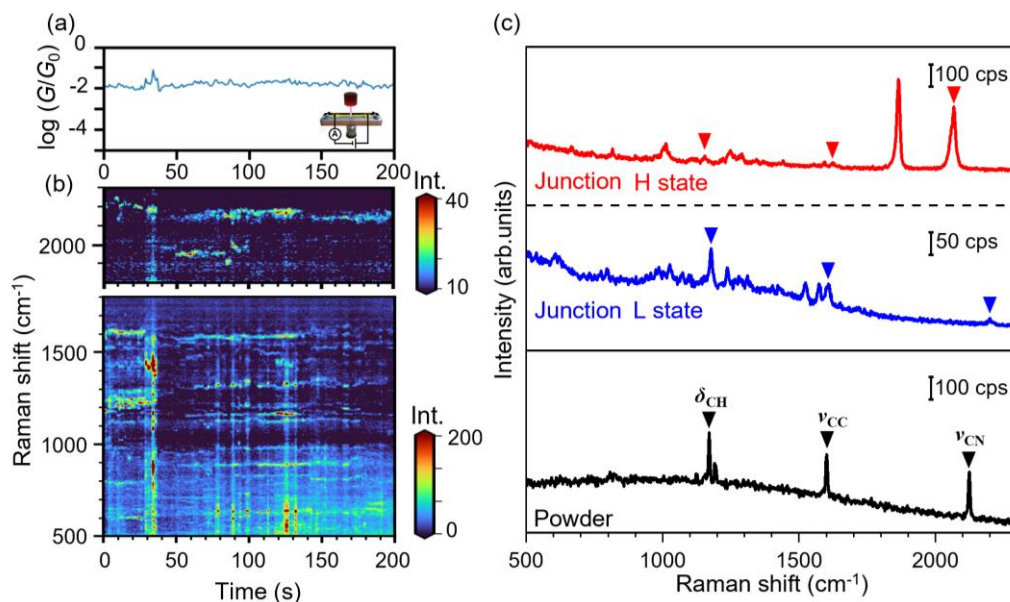 (a)
0
-2
-4
log (G/G0)
A
0
50
100
150
200
(b)
Int.
40
10
2000
1500
1000
500
Raman shift (cm-1)
Int.
200
0
0
50
100
150
200
Time (s)
(c)
100 cps
Junction H state
50 cps
Junction L state
100 cps
δCH
νCC
νCN
Powder
Intensity (arb.units)
500
1000
1500
2000
Raman shift (cm-1)